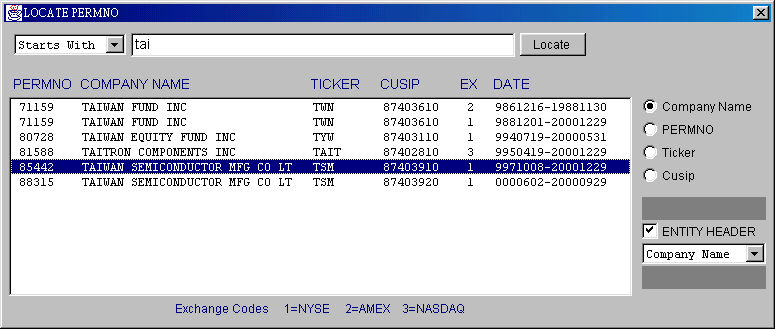 LOCATE PERMNO
Starts With tai Locate
PERMNO COMPANY NAME TICKER CUSIP EX DATE
71159 TAIWAN FUND INC TWN 87403610 2 9861216-19881130
71159 TAIWAN FUND INC TWN 87403610 1 9881201-20001229
80728 TAIWAN EQUITY FUND INC TYW 87403110 1 9940719-20000531
81588 TAITRON COMPONENTS INC TAIT 87402810 3 9950419-20001229
85442 TAIWAN SEMICONDUCTOR MFG CO LT TSM 87403910 1 9971008-20001229
88315 TAIWAN SEMICONDUCTOR MFG CO LT TSM 87403920 1 0000602-20000929
Company Name
PERMNO
Ticker
Cusip
ENTITY HEADER
Company Name
Exchange Codes 1=NYSE 2=AMEX 3=NASDAQ